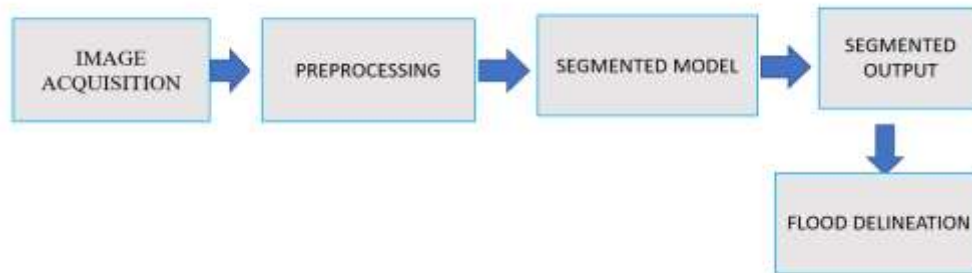 IMAGE
ACQUISITION
PREPROCESSING
SEGMENTED MODEL
SEGMENTED
OUTPUT
FLOOD DELINEATION